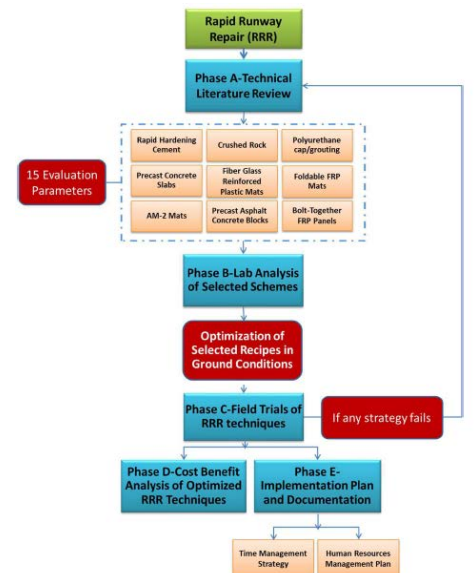 Rapid Runway
Repair (RRR)
Phase A-Technical
Literature Review
Rapid Hardening
Cement
Crushed Rock
Polyurethane
cap/grouting
15 Evaluation
Parameters
Precast Concrete
Slabs
Fiber Glass
Reinforced
Plastic Mats
Foldable FRP
Mats
AM-2 Mats
Precast Asphalt
Concrete Blocks
Bolt-Together
FRP Panels
Phase B-Lab Analysis
of Selected Schemes
Optimization of
Selected Recipes in
Ground Conditions
Phase C-Field Trials of
RRR techniques
If any strategy fails
Phase D-Cost Benefit
Analysis of Optimized
RRR Techniques
Phase E-
Implementation Plan
and Documentation
Time Management
Strategy
Human Resources
Management Plan